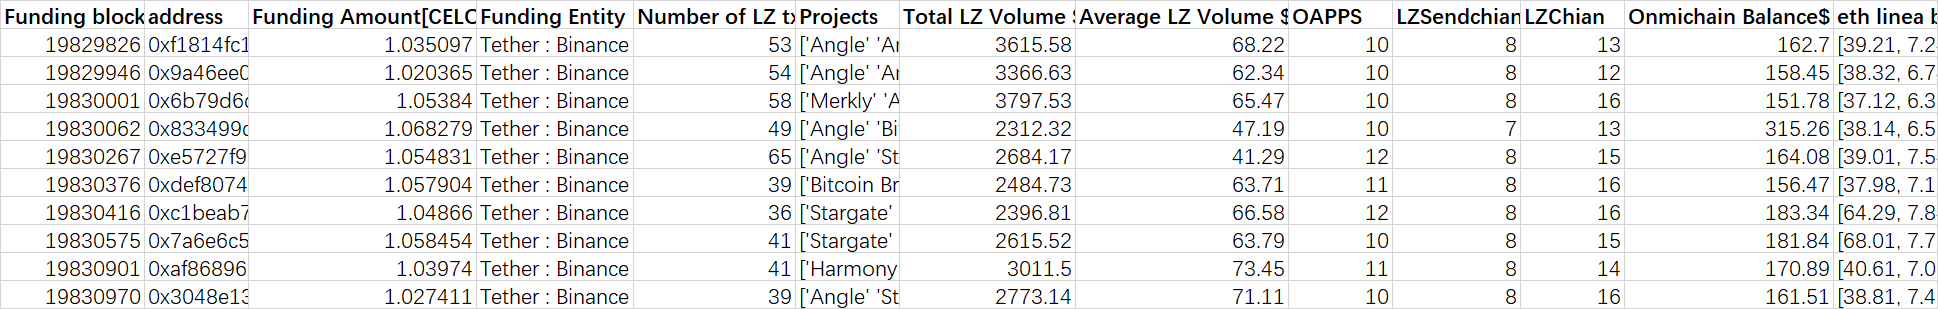 Funding block address Funding Amount[CELO Funding Entity Number of LZ tx Projects Total LZ Volume $ Average LZ Volume $ OAPPS LZSendchian LZChian Onmichain Balance$ eth linea b
19829826 0xf1814fc1 1.035097 Tether : Binance 53 ['Angle' 'An 3615.58 68.22 10 8 13 162.7 [39.21, 7.2
19829946 0x9a46ee0 1.020365 Tether : Binance 54 ['Angle' 'An 3366.63 62.34 10 8 12 158.45 [38.32, 6.7
19830001 0x6b79d6c 1.05384 Tether : Binance 58 ['Merkly' 'A 3797.53 65.47 10 8 16 151.78 [37.12, 6.3
19830062 0x833499c 1.068279 Tether : Binance 49 ['Angle' 'Bi 2312.32 47.19 10 7 13 315.26 [38.14, 6.5
19830267 0xe5727f9 1.054831 Tether : Binance 65 ['Angle' 'St 2684.17 41.29 12 8 15 164.08 [39.01, 7.5
19830376 0xdef8074 1.057904 Tether : Binance 39 ['Bitcoin Br 2484.73 63.71 11 8 16 156.47 [37.98, 7.1
19830416 0xc1beab7 1.04866 Tether : Binance 36 ['Stargate' 2396.81 66.58 12 8 16 183.34 [64.29, 7.8
19830575 0x7a6e6c5 1.058454 Tether : Binance 41 ['Stargate' 2615.52 63.79 10 8 15 181.84 [68.01, 7.7
19830901 0xaf86896 1.03974 Tether : Binance 41 ['Harmony 3011.5 73.45 11 8 14 170.89 [40.61, 7.0
19830970 0x3048e13 1.027411 Tether : Binance 39 ['Angle' 'St 2773.14 71.11 10 8 16 161.51 [38.81, 7.4